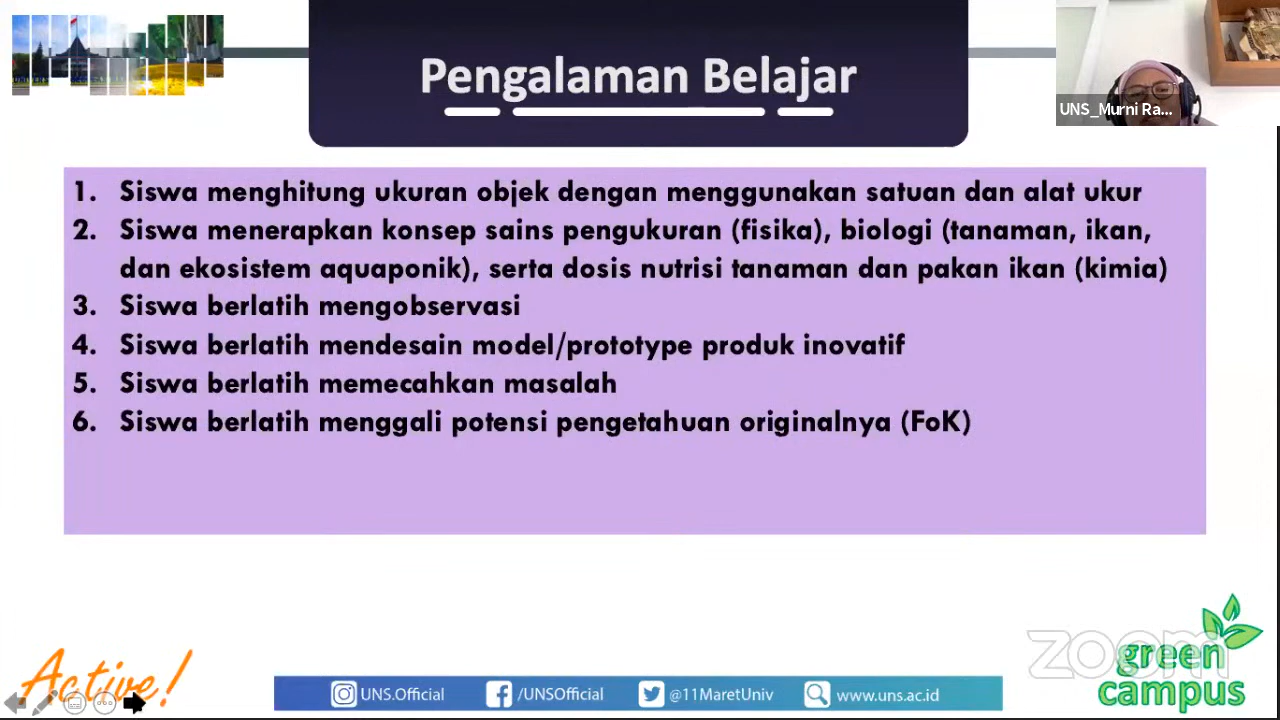 Pengalaman Belajar
UNS_Murni Ra...
1. Siswa menghitung ukuran objek dengan menggunakan satuan dan alat ukur
2. Siswa menerapkan konsep sains pengukuran (fisika), biologi (tanaman, ikan,
dan ekosistem aquaponik), serta dosis nutrisi tanaman dan pakan ikan (kimia)
3. Siswa berlatih mengobservasi
4. Siswa berlatih mendesain model/prototype produk inovatif
5. Siswa berlatih memecahkan masalah
6. Siswa berlatih menggali potensi pengetahuan originalnya (FoK)
zoom
green
campus
Active!
UNS.Official
/UNSOfficial
@11MaretUniv
www.uns.ac.id